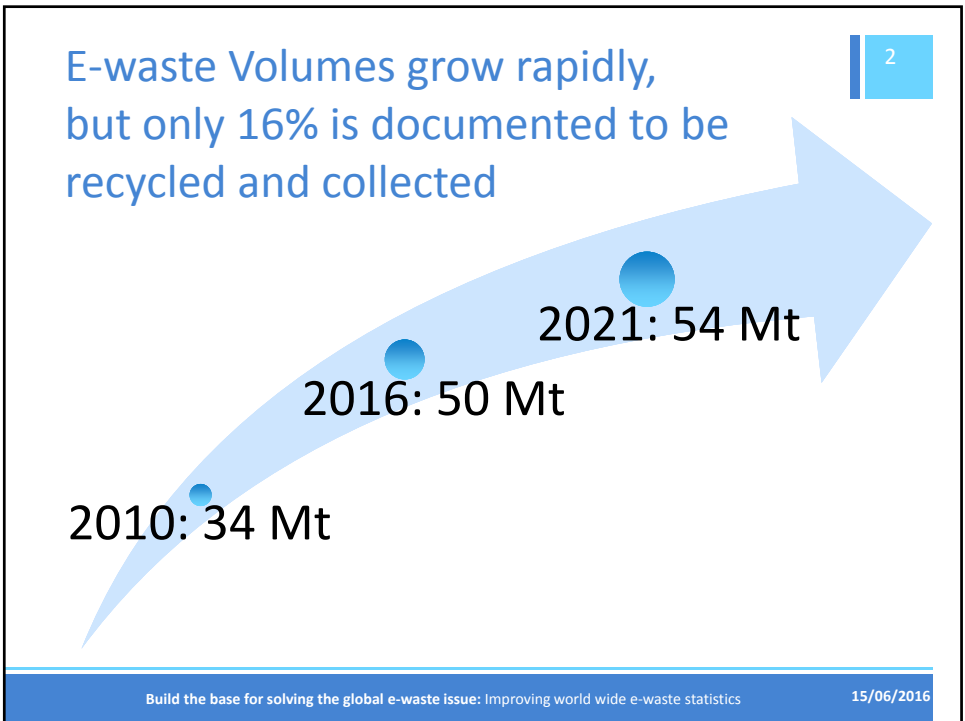 E-waste Volumes grow rapidly,
but only 16% is documented to be
recycled and collected
2
2021: 54 Mt
2016: 50 Mt
2010: 34 Mt
Build the base for solving the global e-waste issue: Improving world wide e-waste statistics
15/06/2016